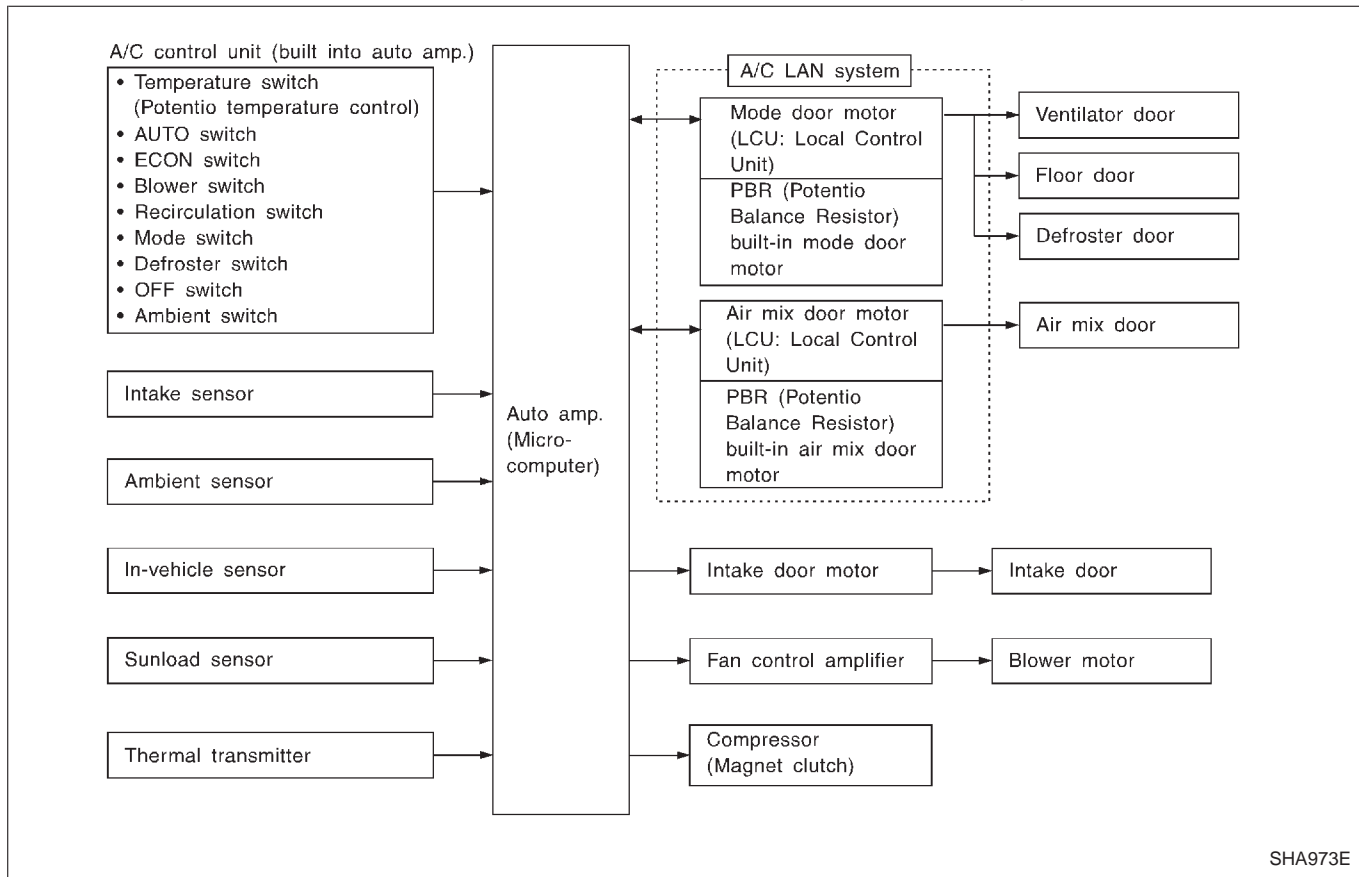 A/C control unit (built into auto amp.)
• Temperature switch
(Potentio temperature control)
• AUTO switch
• ECON switch
• Blower switch
• Recirculation switch
• Mode switch
• Defroster switch
• OFF switch
• Ambient switch
Intake sensor
Ambient sensor
In-vehicle sensor
Sunload sensor
Thermal transmitter
Auto amp.
(Micro-
computer)
A/C LAN system
Mode door motor
(LCU: Local Control
Unit)
PBR (Potentio
Balance Resistor)
built-in mode door
motor
Air mix door motor
(LCU: Local Control
Unit)
PBR (Potentio
Balance Resistor)
built-in air mix door
motor
Ventilator door
Floor door
Defroster door
Air mix door
Intake door motor
Intake door
Fan control amplifier
Blower motor
Compressor
(Magnet clutch)
SHA973E